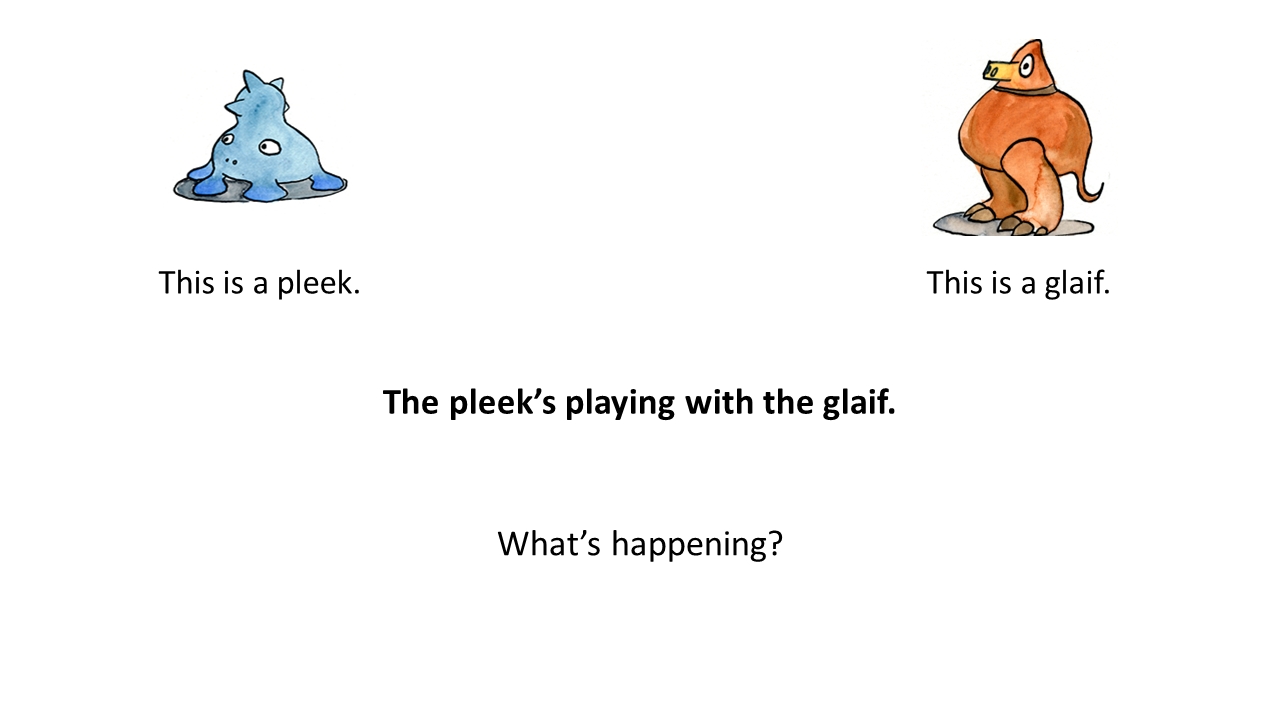 This is a pleek.
This is a glaif.
The pleek’s playing with the glaif.
What’s happening?